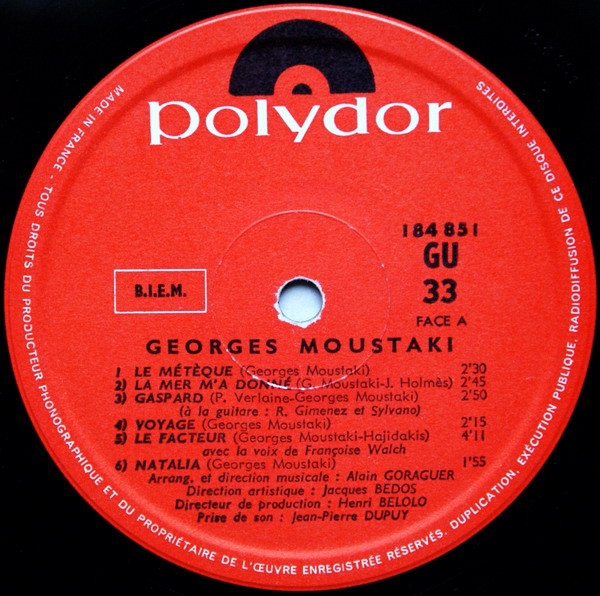 polydor
184 851
GU
33
FACE A
B.I.E.M.
GEORGES MOUSTAKI
1 LE MÉTÈQUE (Georges Moustaki) 2'30
2) LA MER M'A DONNÉ (G. Moustaki-J. Holmès) 2'45
3) GASPARD (P. Verlaine-Georges Moustaki) 2'50
(à la guitare : R. Gimenez et Sylvano)
4) VOYAGE (Georges Moustaki) 2'15
5) LE FACTEUR (Georges Moustaki-Hajidakis) 4'11
avec la voix de Françoise Walch
6) NATALIA (Georges Moustaki) 1'55
Arrang. et direction musicale : Alain GORAGUER
Direction artistique : Jacques BEDOS
Directeur de production : Henri BELOLO
Prise de son : Jean-Pierre DUPUY
MADE IN FRANCE - TOUS DROITS DU PRODUCTEUR PHONOGRAPHIQUE ET DU PROPRIÉTAIRE DE L'ŒUVRE ENREGISTRÉE RÉSERVÉS. DUPLICATION, EXÉCUTION PUBLIQUE, RADIODIFFUSION DE CE DISQUE INTERDITES